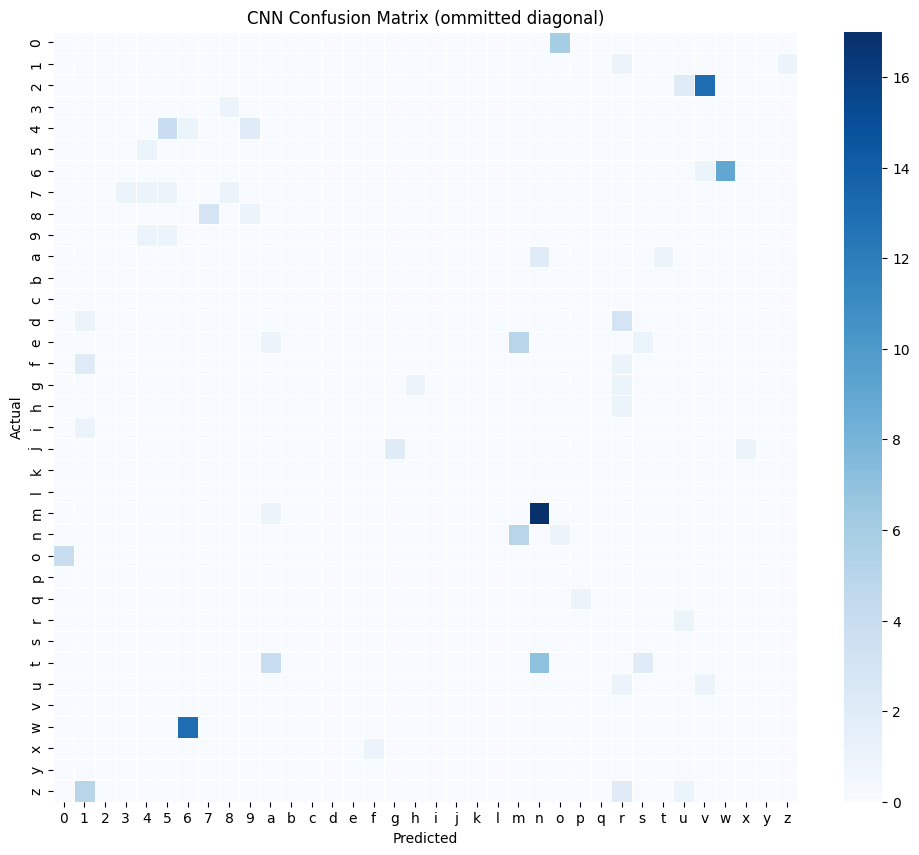 CNN Confusion Matrix (ommitted diagonal)
Actual
0
1
2
3
4
5
6
7
8
9
a
b
c
d
e
f
g
h
i
j
k
l
m
n
o
p
q
r
s
t
u
v
w
x
y
z
0 1 2 3 4 5 6 7 8 9 a b c d e f g h i j k l m n o p q r s t u v w x y z
Predicted
16
14
12
10
8
6
4
2
0